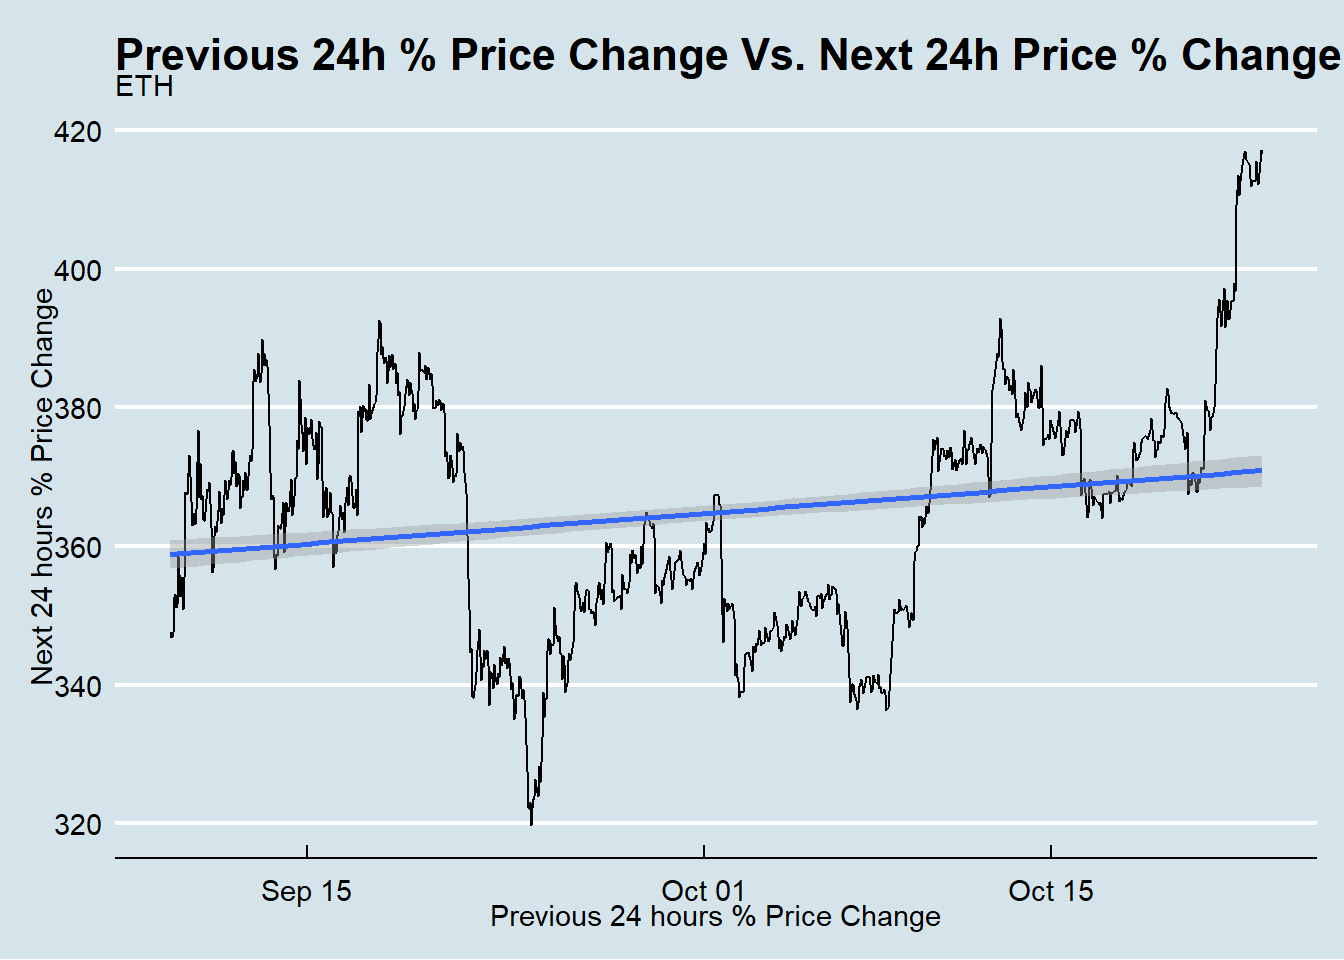 Previous 24h % Price Change Vs. Next 24h Price % Change
ETH
420
400
380
360
340
320
Next 24 hours % Price Change
Sep 15
Oct 01
Oct 15
Previous 24 hours % Price Change